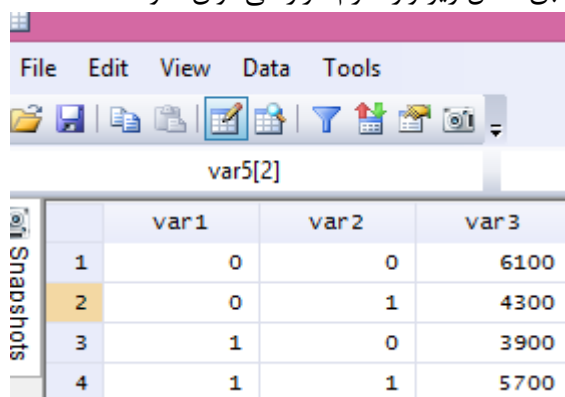 File Edit View Data Tools
var5[2]
Snapshots
var1 var2 var3
1 0 0 6100
2 0 1 4300
3 1 0 3900
4 1 1 5700